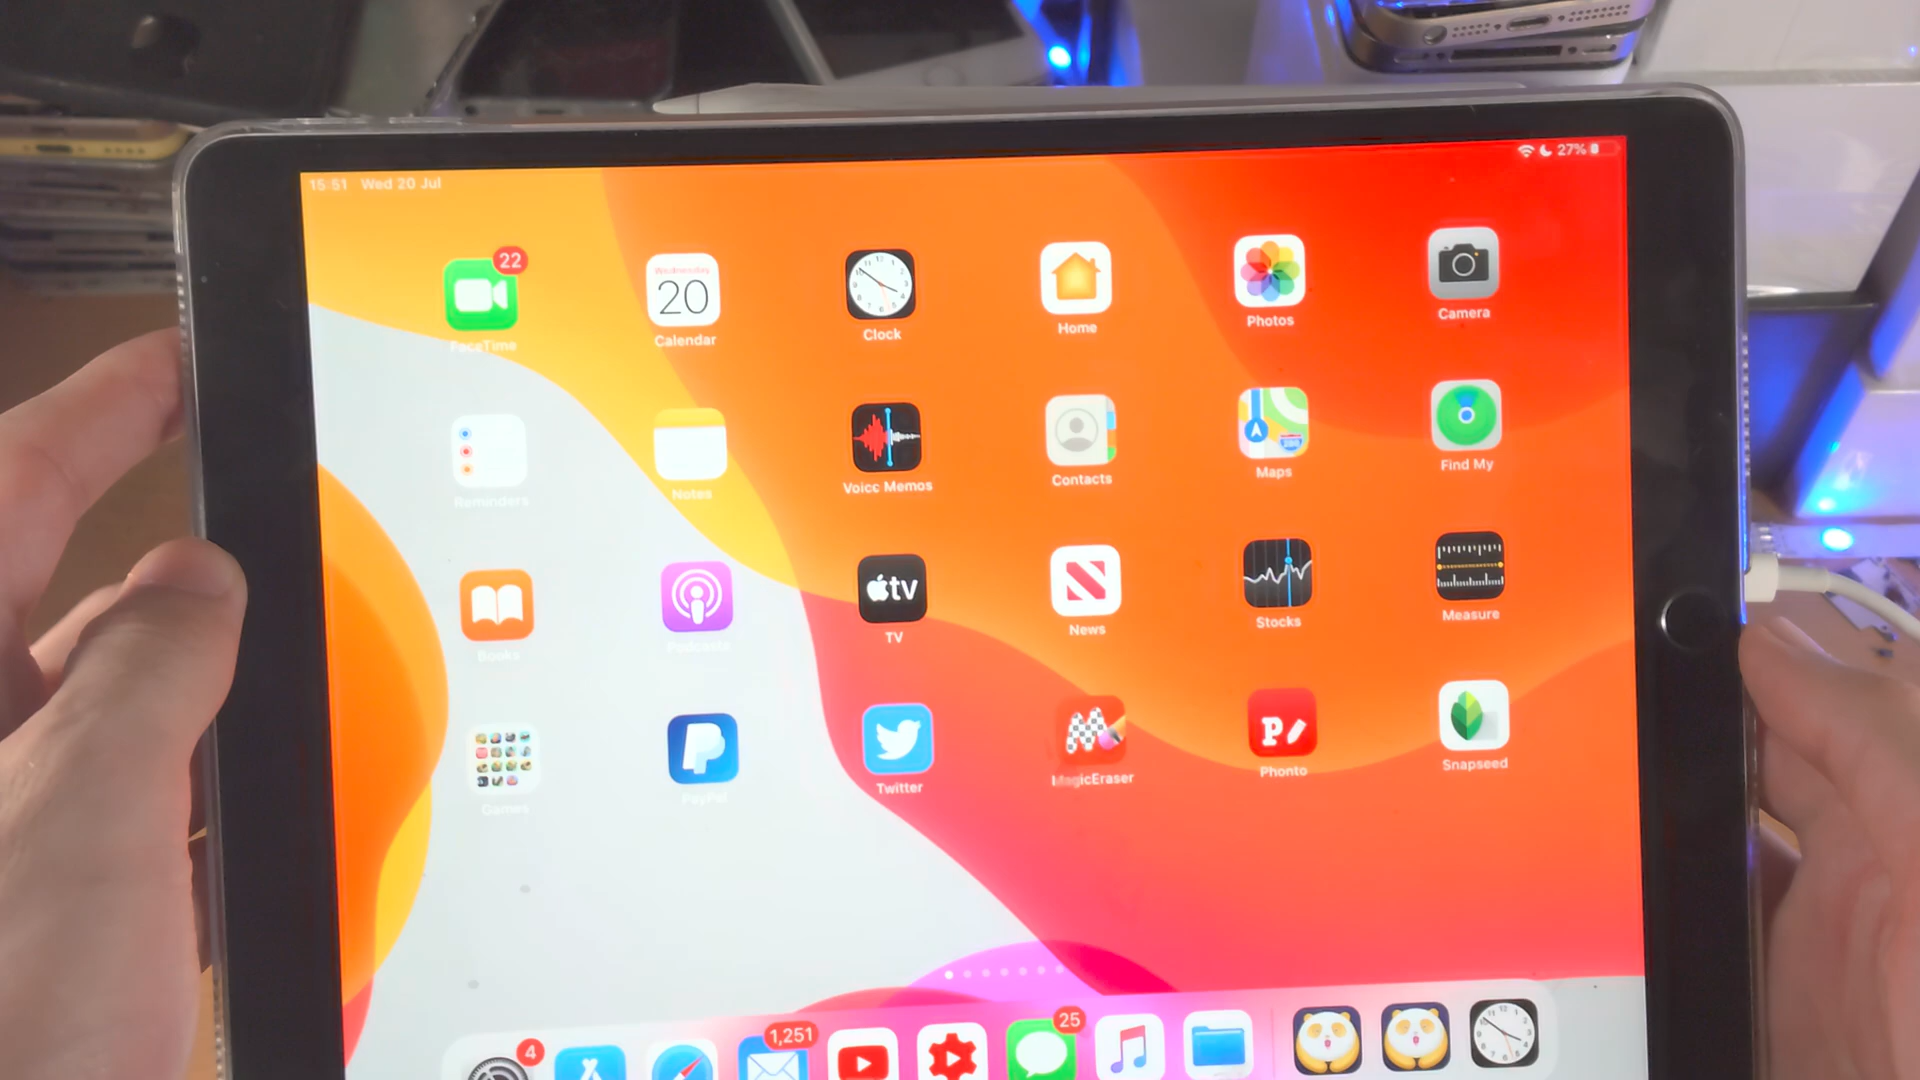 15:51 Wed 20 Jul
27%
22
Wednesday
20
FaceTime
Calendar
Clock
Home
Photos
Camera
280
Reminders
Notes
Voice Memos
Contacts
Maps
Find My
tv
Books
Podcasts
TV
News
Stocks
Measure
P
Games
PayPal
Twitter
MagicEraser
Phonto
Snapseed
4
1,251
25